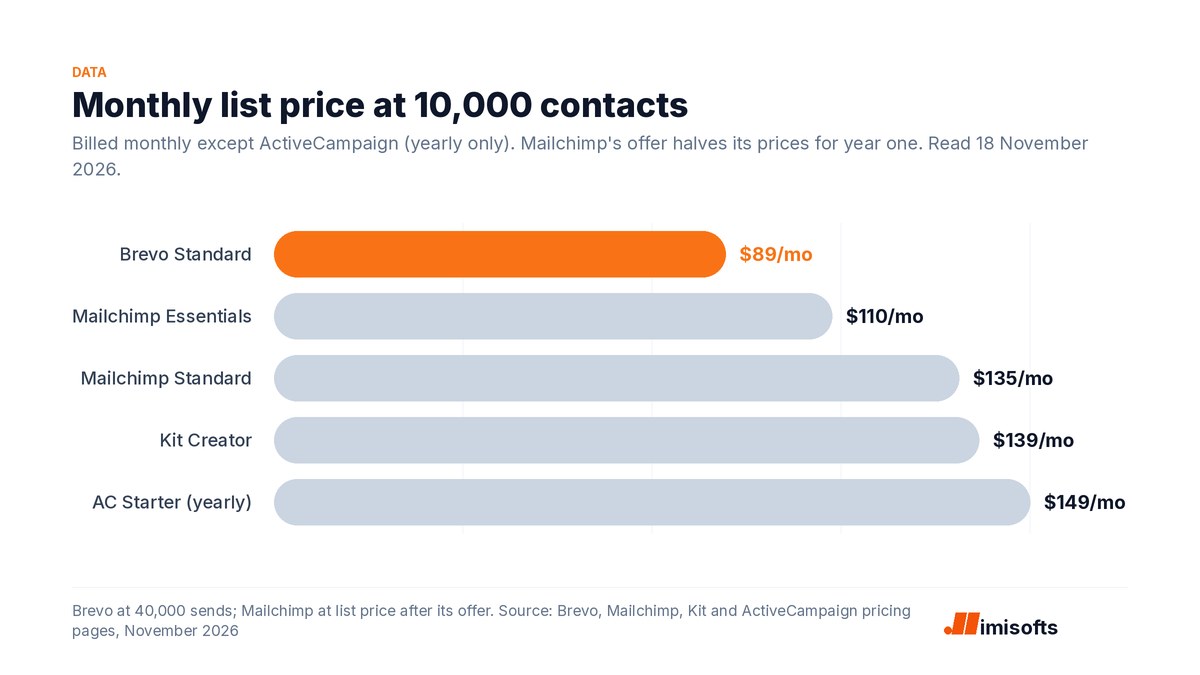 DATA
Monthly list price at 10,000 contacts
Billed monthly except ActiveCampaign (yearly only). Mailchimp's offer halves its prices for year one. Read 18 November
2026.
Brevo Standard
$89/mo
Mailchimp Essentials
$110/mo
Mailchimp Standard
$135/mo
Kit Creator
$139/mo
AC Starter (yearly)
$149/mo
Brevo at 40,000 sends; Mailchimp at list price after its offer. Source: Brevo, Mailchimp, Kit and ActiveCampaign pricing
pages, November 2026
imisofts